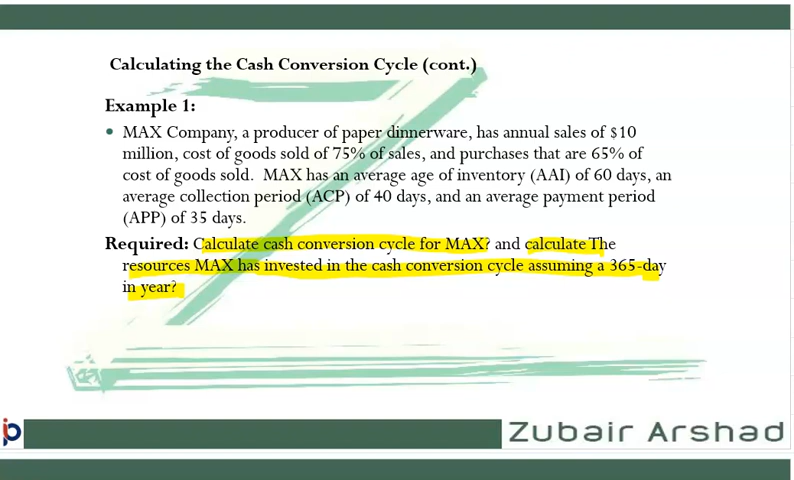 Calculating the Cash Conversion Cycle (cont.)
Example 1:
• MAX Company, a producer of paper dinnerware, has annual sales of $10
million, cost of goods sold of 75% of sales, and purchases that are 65% of
cost of goods sold. MAX has an average age of inventory (AAI) of 60 days, an
average collection period (ACP) of 40 days, and an average payment period
(APP) of 35 days.
Required: Calculate cash conversion cycle for MAX? and calculate The
resources MAX has invested in the cash conversion cycle assuming a 365-day
in year?
Zubair Arshad